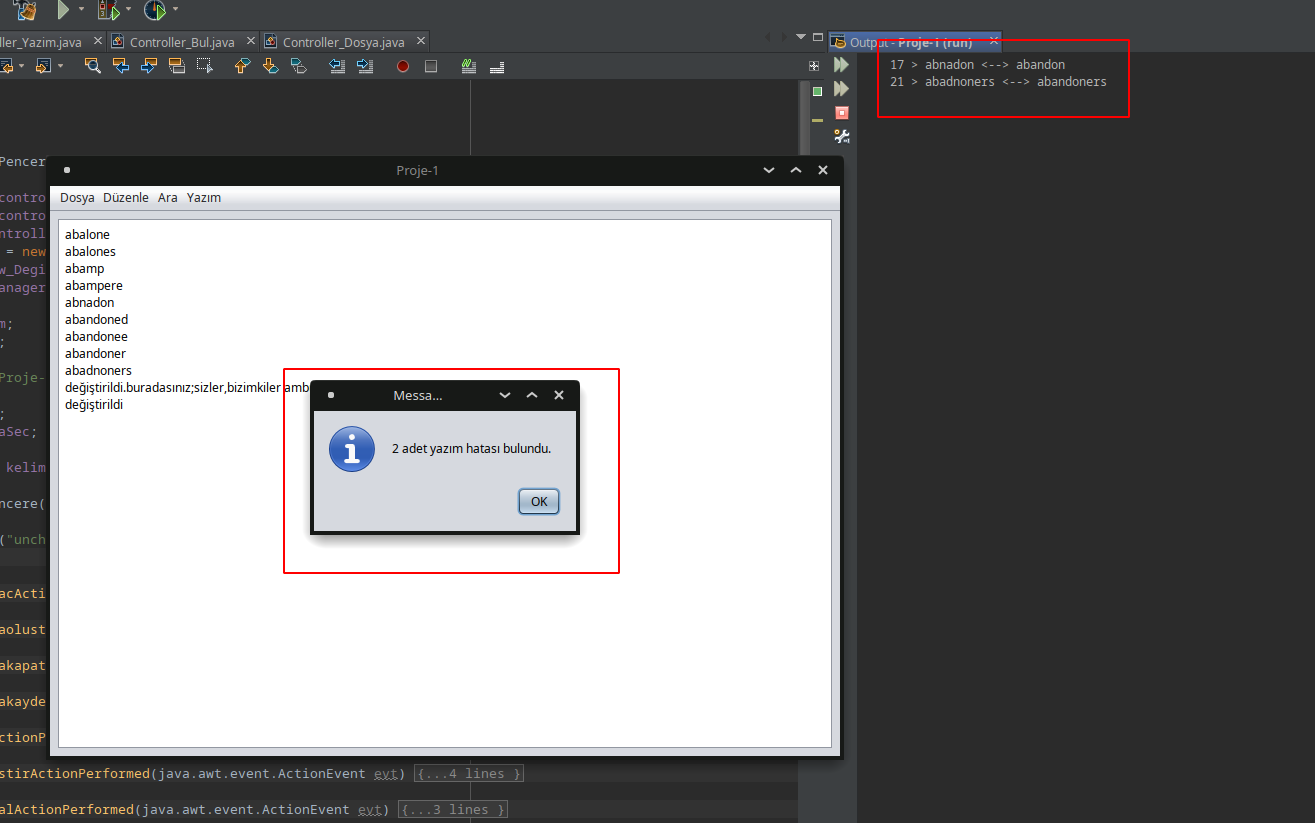 ller_Yazim.java
Controller_Bul.java
Controller_Dosya.java
Output - Proje-1 (run)
17 > abnadon <--> abandon
21 > abadnoners <--> abandoners
Pencer
contro
contro
ntroll
= new
w_Degi
anager
m;
;
Proje-
;
aSec;
kelim
ncere(
("unch
acActi
aolust
akapat
akayde
ctionP
Proje-1
Dosya Düzenle Ara Yazım
abalone
abalones
abamp
abampere
abnadon
abandoned
abandonee
abandoner
abadnoners
değiştirildi.buradasınız;sizler,bizimkiler amb
değiştirildi
Messa...
2 adet yazım hatası bulundu.
OK
stirActionPerformed(java.awt.event.ActionEvent evt) {...4 lines }
alActionPerformed(java.awt.event.ActionEvent evt) {...3 lines }